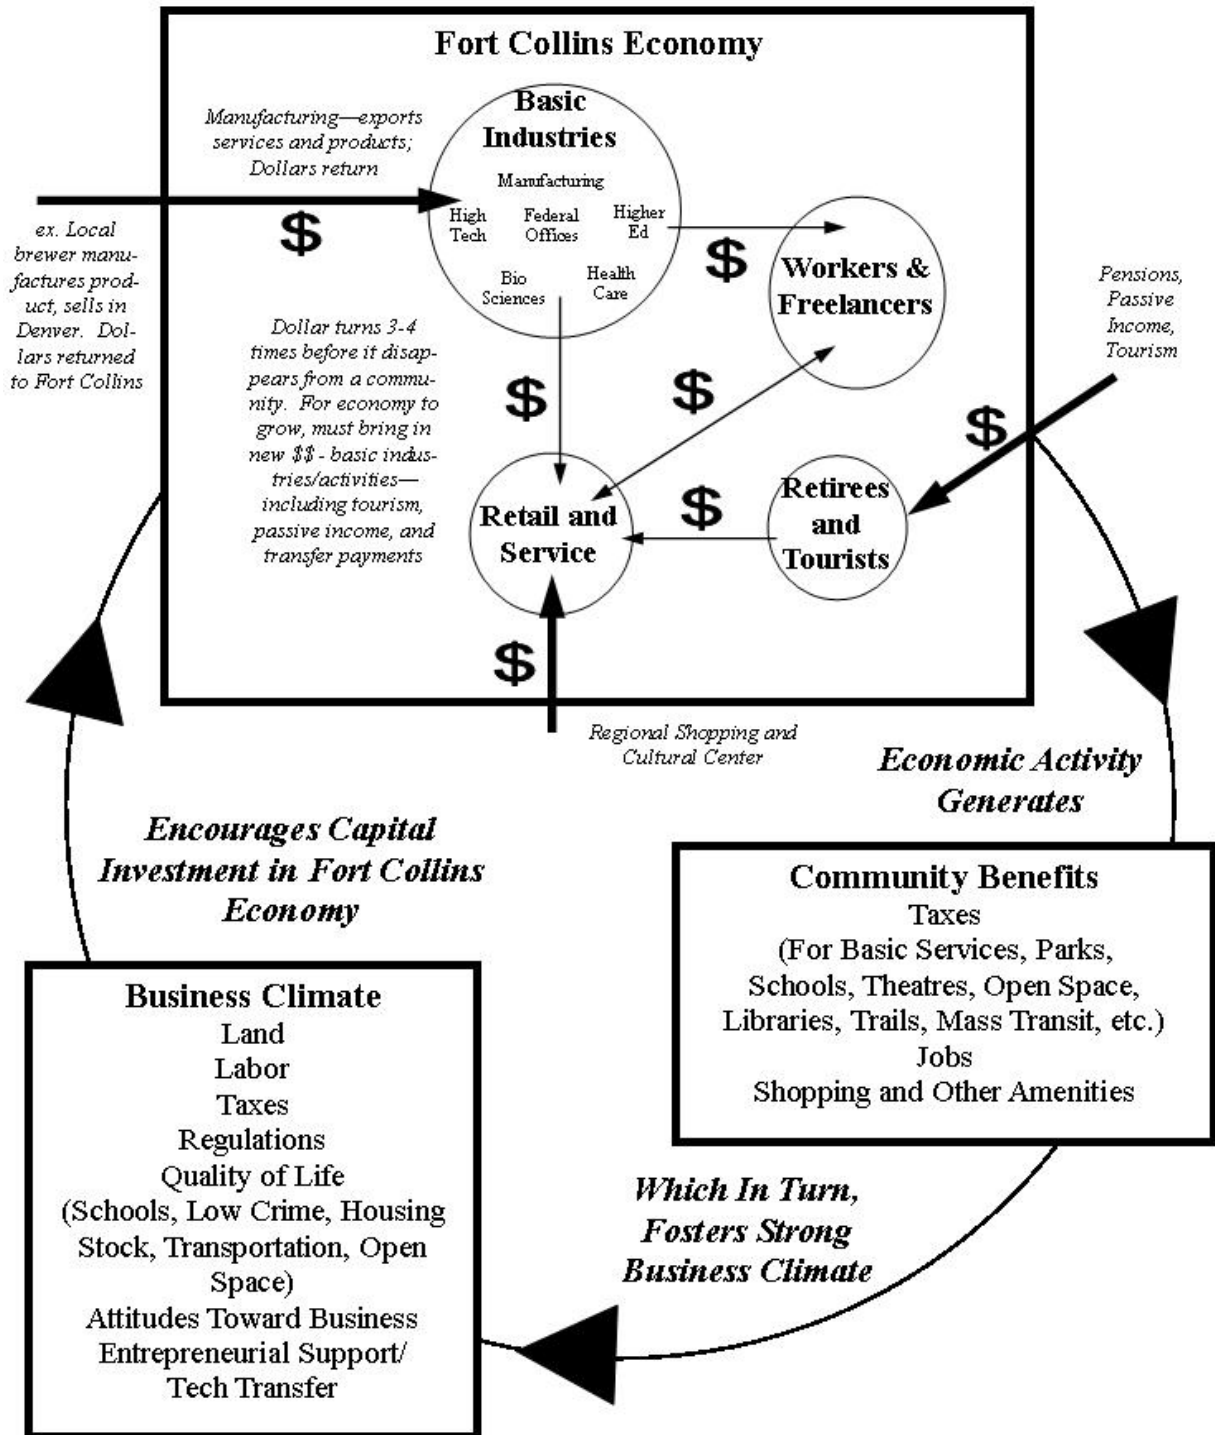 Fort Collins Economy
Manufacturing—exports
services and products;
Dollars return
$
ex. Local
brewer manu-
factures prod-
uct, sells in
Denver. Dol-
lars returned
to Fort Collins
Basic
Industries
Manufacturing
High
Tech
Federal
Offices
Higher
Ed
Bio
Sciences
Health
Care
$
Workers &
Freelancers
Pensions,
Passive
Income,
Tourism
$
Dollar turns 3-4
times before it disap-
pears from a commu-
nity. For economy to
grow, must bring in
new $$ - basic indus-
tries/activities—
including tourism,
passive income, and
transfer payments
$
$
Retail and
Service
$
Retirees
and
Tourists
$
Regional Shopping and
Cultural Center
Economic Activity
Generates
Community Benefits
Taxes
(For Basic Services, Parks,
Schools, Theatres, Open Space,
Libraries, Trails, Mass Transit, etc.)
Jobs
Shopping and Other Amenities
Which In Turn,
Fosters Strong
Business Climate
Encourages Capital
Investment in Fort Collins
Economy
Business Climate
Land
Labor
Taxes
Regulations
Quality of Life
(Schools, Low Crime, Housing
Stock, Transportation, Open
Space)
Attitudes Toward Business
Entrepreneurial Support/
Tech Transfer